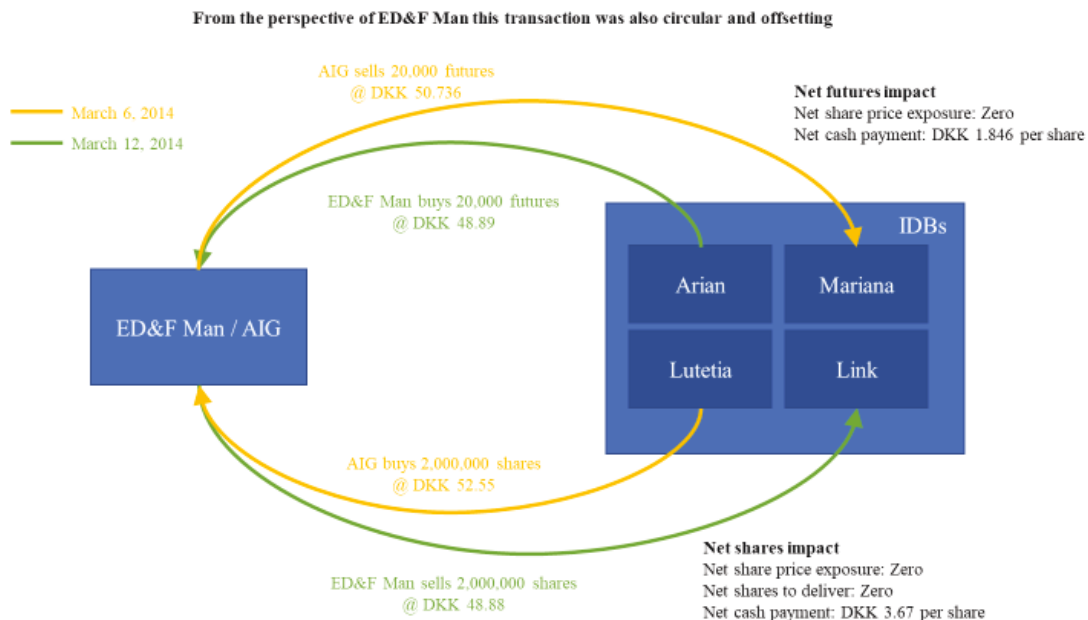 From the perspective of ED&F Man this transaction was also circular and offsetting
AIG sells 20,000 futures
@ DKK 50.736
March 6, 2014
March 12, 2014
Net futures impact
Net share price exposure: Zero
Net cash payment: DKK 1.846 per share
ED&F Man buys 20,000 futures
@ DKK 48.89
IDBs
Arian
Mariana
ED&F Man / AIG
Lutetia
Link
AIG buys 2,000,000 shares
@ DKK 52.55
Net shares impact
Net share price exposure: Zero
Net shares to deliver: Zero
Net cash payment: DKK 3.67 per share
ED&F Man sells 2,000,000 shares
@ DKK 48.88